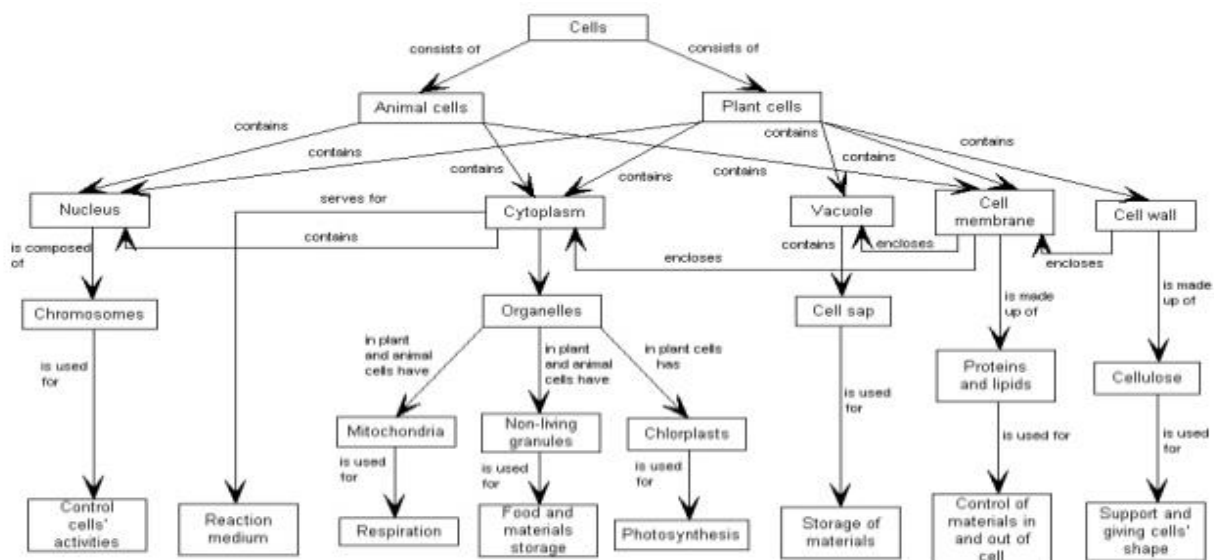 Cells
consists of
consists of
Animal cells
Plant cells
contains
contains
contains
contains
contains
contains
contains
contains
Nucleus
serves for
Cytoplasm
Vacuole
Cell
membrane
Cell wall
is composed
of
contains
encloses
contains
encloses
encloses
Chromosomes
Organelles
Cell sap
is made
up of
is made
up of
is used
for
in plant
and animal
cells have
in plant
and animal
cells have
in plant cells
has
is used
for
Proteins
and lipids
Cellulose
Mitochondria
Non-living
granules
Chlorplasts
is used for
is used
for
is used
for
is used
for
is used
for
Control
cells'
activities
Reaction
medium
Respiration
Food and
materials
storage
Photosynthesis
Storage of
materials
Control of
materials in
and out of
cell
Support and
giving cells'
shape